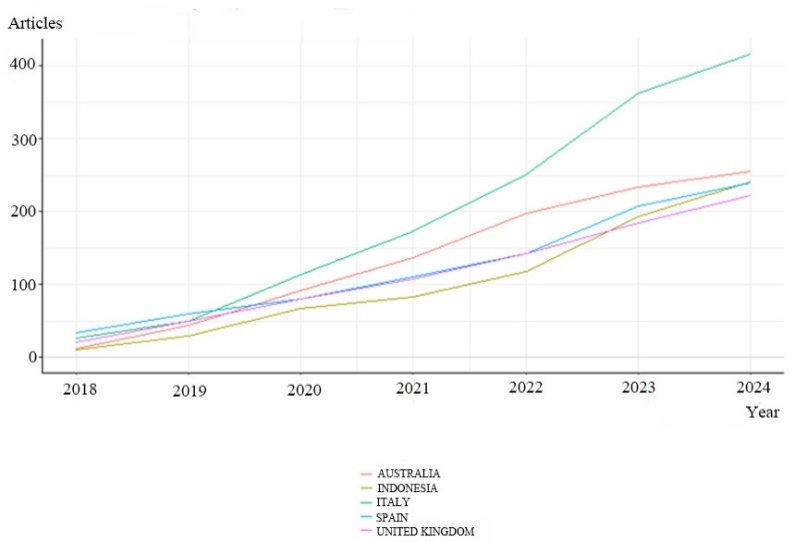 Articles
400
300
200
100
0
2018 2019 2020 2021 2022 2023 2024
Year
AUSTRALIA
INDONESIA
ITALY
SPAIN
UNITED KINGDOM